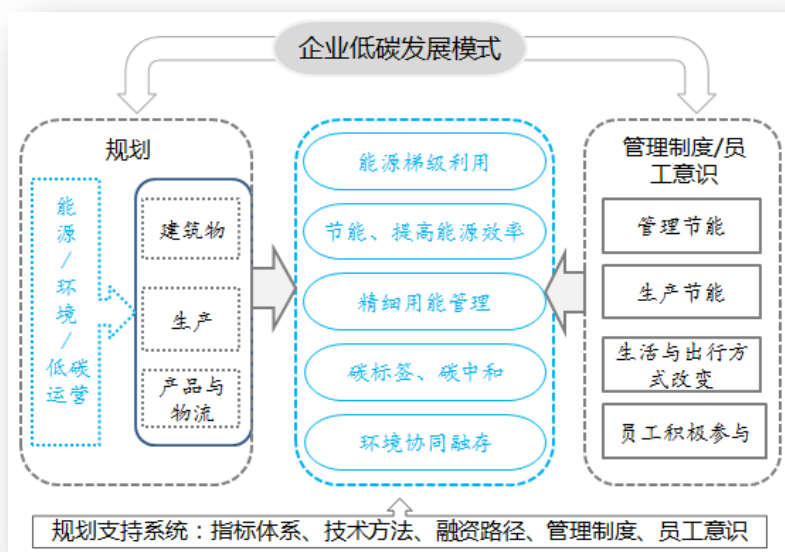 企业低碳发展模式
规划
能
源
/
环
境
/
低碳
运营
建筑物
生产
产品与
物流
能源梯级利用
节能、提高能源效率
精细用能管理
碳标签、碳中和
环境协同融存
管理制度/员
工意识
管理节能
生产节能
生活与出行方
式改变
员工积极参与
规划支持系统：指标体系、技术方法、融资路径、管理制度、员工意识